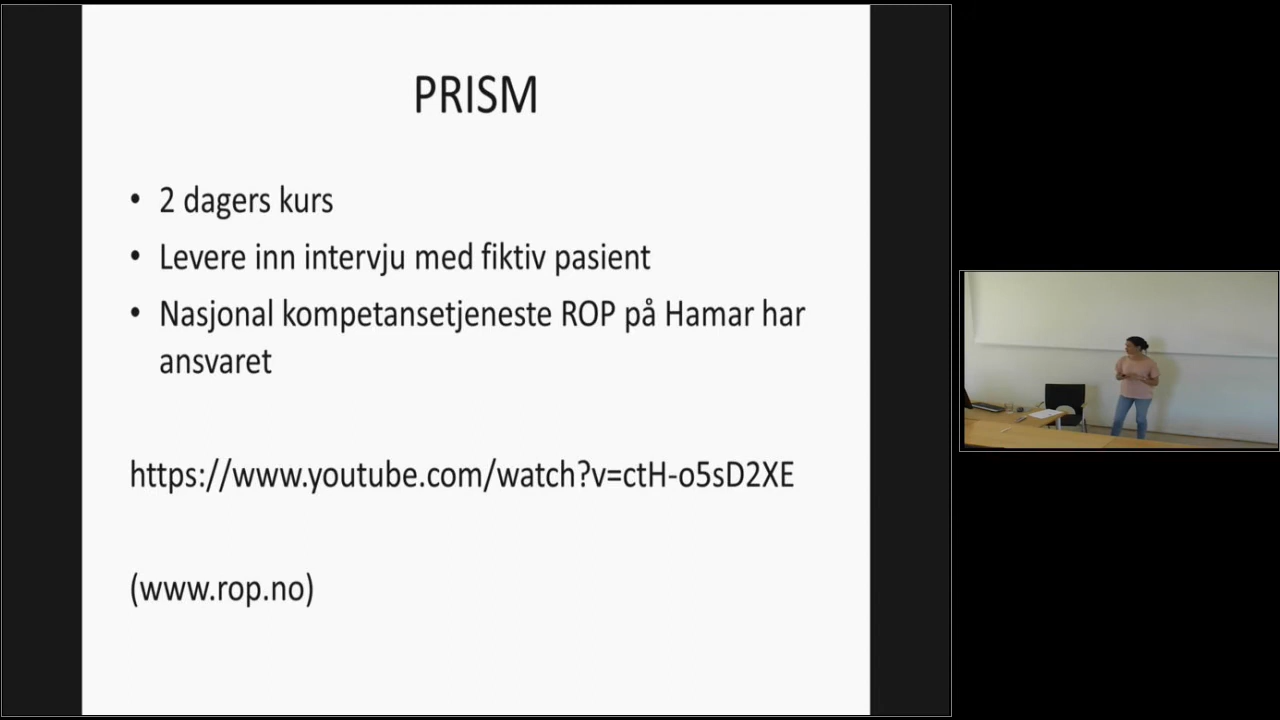 PRISM
• 2 dagers kurs
• Levere inn intervju med fiktiv pasient
• Nasjonal kompetansetjeneste ROP på Hamar har
ansvaret
https://www.youtube.com/watch?v=ctH-o5sD2XE
(www.rop.no)